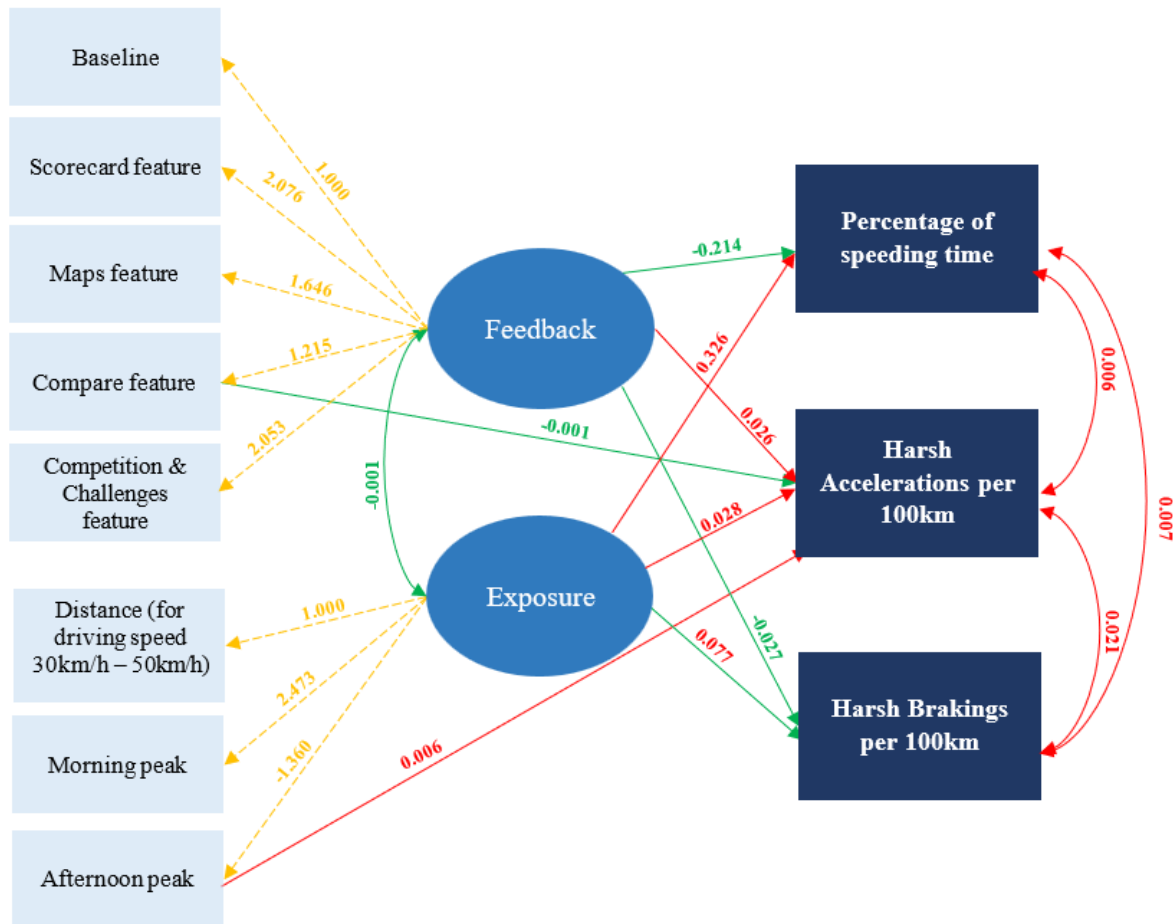 Baseline
Scorecard feature
Maps feature
Compare feature
Competition &
Challenges
feature
Distance (for
driving speed
30km/h – 50km/h)
Morning peak
Afternoon peak
1.000
2.076
1.646
1.215
2.053
-0.001
1.000
2.473
-1.360
Feedback
Exposure
-0.214
0.326
0.026
-0.001
0.028
-0.027
0.077
0.006
Percentage of
speeding time
Harsh
Accelerations per
100km
Harsh Brakings
per 100km
0.006
0.007
0.021